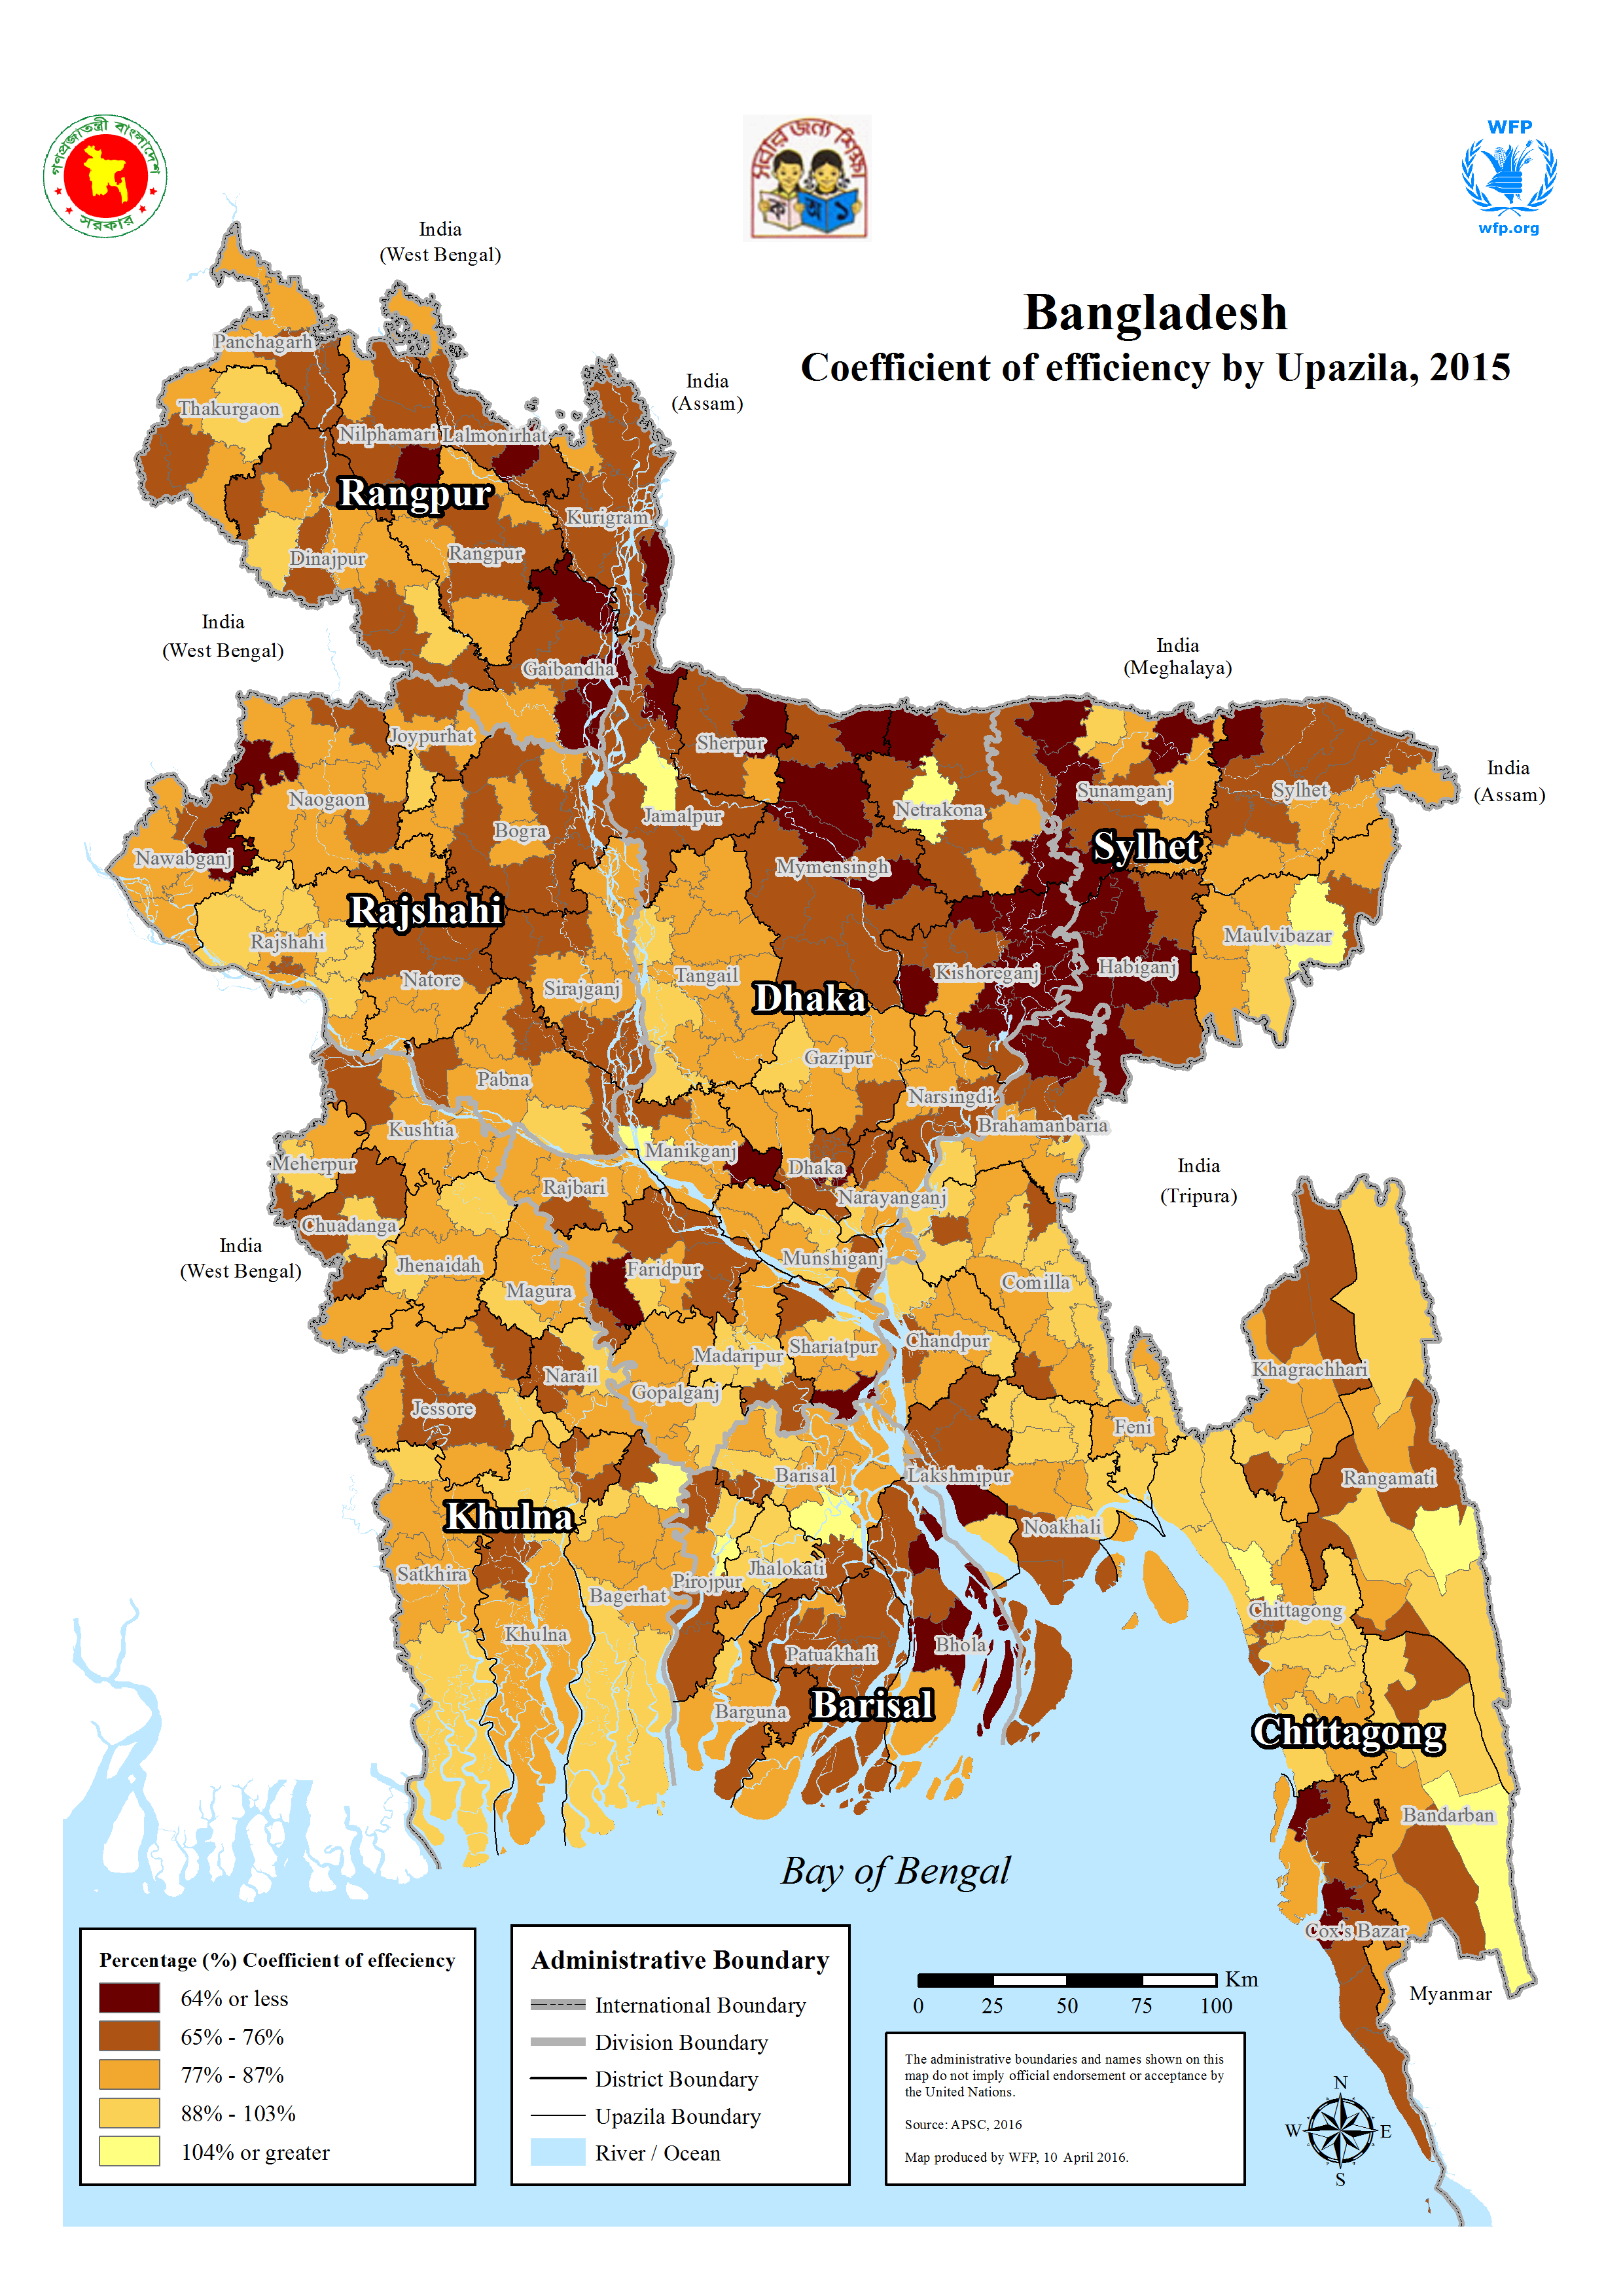 গণপ্রজাতন্ত্রী বাংলাদেশ
সরকার
সবার জন্য শিক্ষা
ক
অ ১
WFP
wfp.org
Bangladesh
Coefficient of efficiency by Upazila, 2015
India
(West Bengal)
India
(Assam)
Panchagarh
Thakurgaon
Nilphamari
Lalmonirhat
Rangpur
Kurigram
Dinajpur
Rangpur
India
(West Bengal)
Gaibandha
India
(Meghalaya)
Joypurhat
Sherpur
India
(Assam)
Naogaon
Bogra
Jamalpur
Netrakona
Sunamganj
Sylhet
Sylhet
Nawabganj
Mymensingh
Rajshahi
Rajshahi
Maulvibazar
Natore
Sirajganj
Tangail
Dhaka
Kishoreganj
Habiganj
Gazipur
Pabna
Narsingdi
Kushtia
Brahamanbaria
Meherpur
Manikganj
Dhaka
India
(Tripura)
Rajbari
Narayanganj
Chuadanga
India
(West Bengal)
Jhenaidah
Faridpur
Munshiganj
Magura
Comilla
Madaripur
Shariatpur
Chandpur
Khagrachhari
Narail
Gopalganj
Jessore
Feni
Barisal
Lakshmipur
Rangamati
Khulna
Noakhali
Satkhira
Jhalokati
Pirojpur
Bagerhat
Chittagong
Khulna
Patuakhali
Bhola
Barguna
Barisal
Chittagong
Bandarban
Bay of Bengal
Cox's Bazar
Myanmar
Percentage (%) Coefficient of effeciency
64% or less
65% - 76%
77% - 87%
88% - 103%
104% or greater
Administrative Boundary
International Boundary
Division Boundary
District Boundary
Upazila Boundary
River / Ocean
Km
0 25 50 75 100
The administrative boundaries and names shown on this
map do not imply official endorsement or acceptance by
the United Nations.
Source: APSC, 2016
Map produced by WFP, 10 April 2016.
N
W E
S